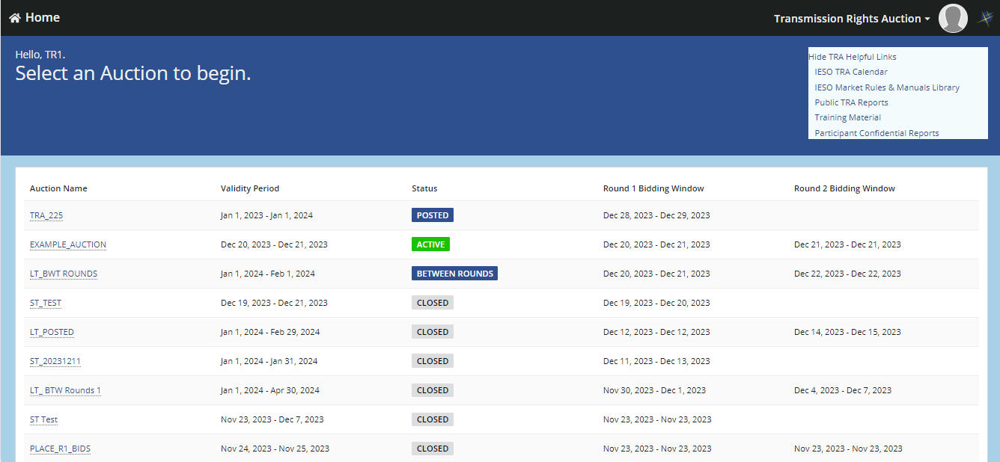 Home
Transmission Rights Auction
Hello, TR1.
Select an Auction to begin.
Hide TRA Helpful Links
IESO TRA Calendar
IESO Market Rules & Manuals Library
Public TRA Reports
Training Material
Participant Confidential Reports
Auction Name Validity Period Status Round 1 Bidding Window Round 2 Bidding Window
TRA_225 Jan 1, 2023 - Jan 1, 2024 POSTED Dec 28, 2023 - Dec 29, 2023
EXAMPLE_AUCTION Dec 20, 2023 - Dec 21, 2023 ACTIVE Dec 20, 2023 - Dec 21, 2023 Dec 21, 2023 - Dec 21, 2023
LT_BWT ROUNDS Jan 1, 2024 - Feb 1, 2024 BETWEEN ROUNDS Dec 20, 2023 - Dec 21, 2023 Dec 22, 2023 - Dec 22, 2023
ST_TEST Dec 19, 2023 - Dec 21, 2023 CLOSED Dec 19, 2023 - Dec 20, 2023
LT_POSTED Jan 1, 2024 - Feb 29, 2024 CLOSED Dec 12, 2023 - Dec 12, 2023 Dec 14, 2023 - Dec 15, 2023
ST_20231211 Jan 1, 2024 - Jan 31, 2024 CLOSED Dec 11, 2023 - Dec 13, 2023
LT_ BTW Rounds 1 Jan 1, 2024 - Apr 30, 2024 CLOSED Nov 30, 2023 - Dec 1, 2023 Dec 4, 2023 - Dec 7, 2023
ST Test Nov 23, 2023 - Dec 7, 2023 CLOSED Nov 23, 2023 - Nov 23, 2023
PLACE_R1_BIDS Nov 24, 2023 - Nov 25, 2023 CLOSED Nov 23, 2023 - Nov 23, 2023 Nov 23, 2023 - Nov 23, 2023